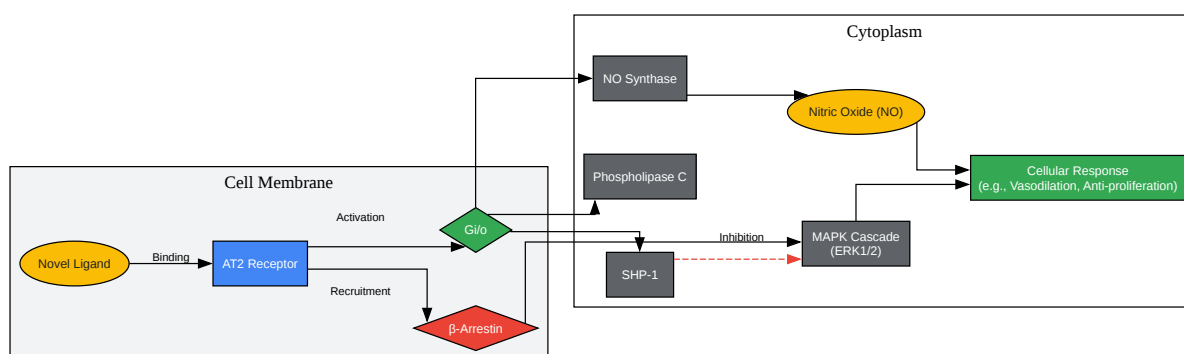 Cytoplasm
NO Synthase
Nitric Oxide (NO)
Cell Membrane
Phospholipase C
Cellular Response
(e.g., Vasodilation, Anti-proliferation)
Activation
Gi/o
Novel Ligand
Binding
AT2 Receptor
Inhibition
MAPK Cascade
(ERK1/2)
SHP-1
Recruitment
β-Arrestin